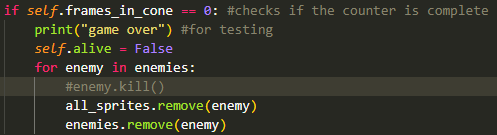 if self.frames_in_cone == 0: #checks if the counter is complete
    print("game over") #for testing
    self.alive = False
    for enemy in enemies:
        #enemy.kill()
        all_sprites.remove(enemy)
        enemies.remove(enemy)